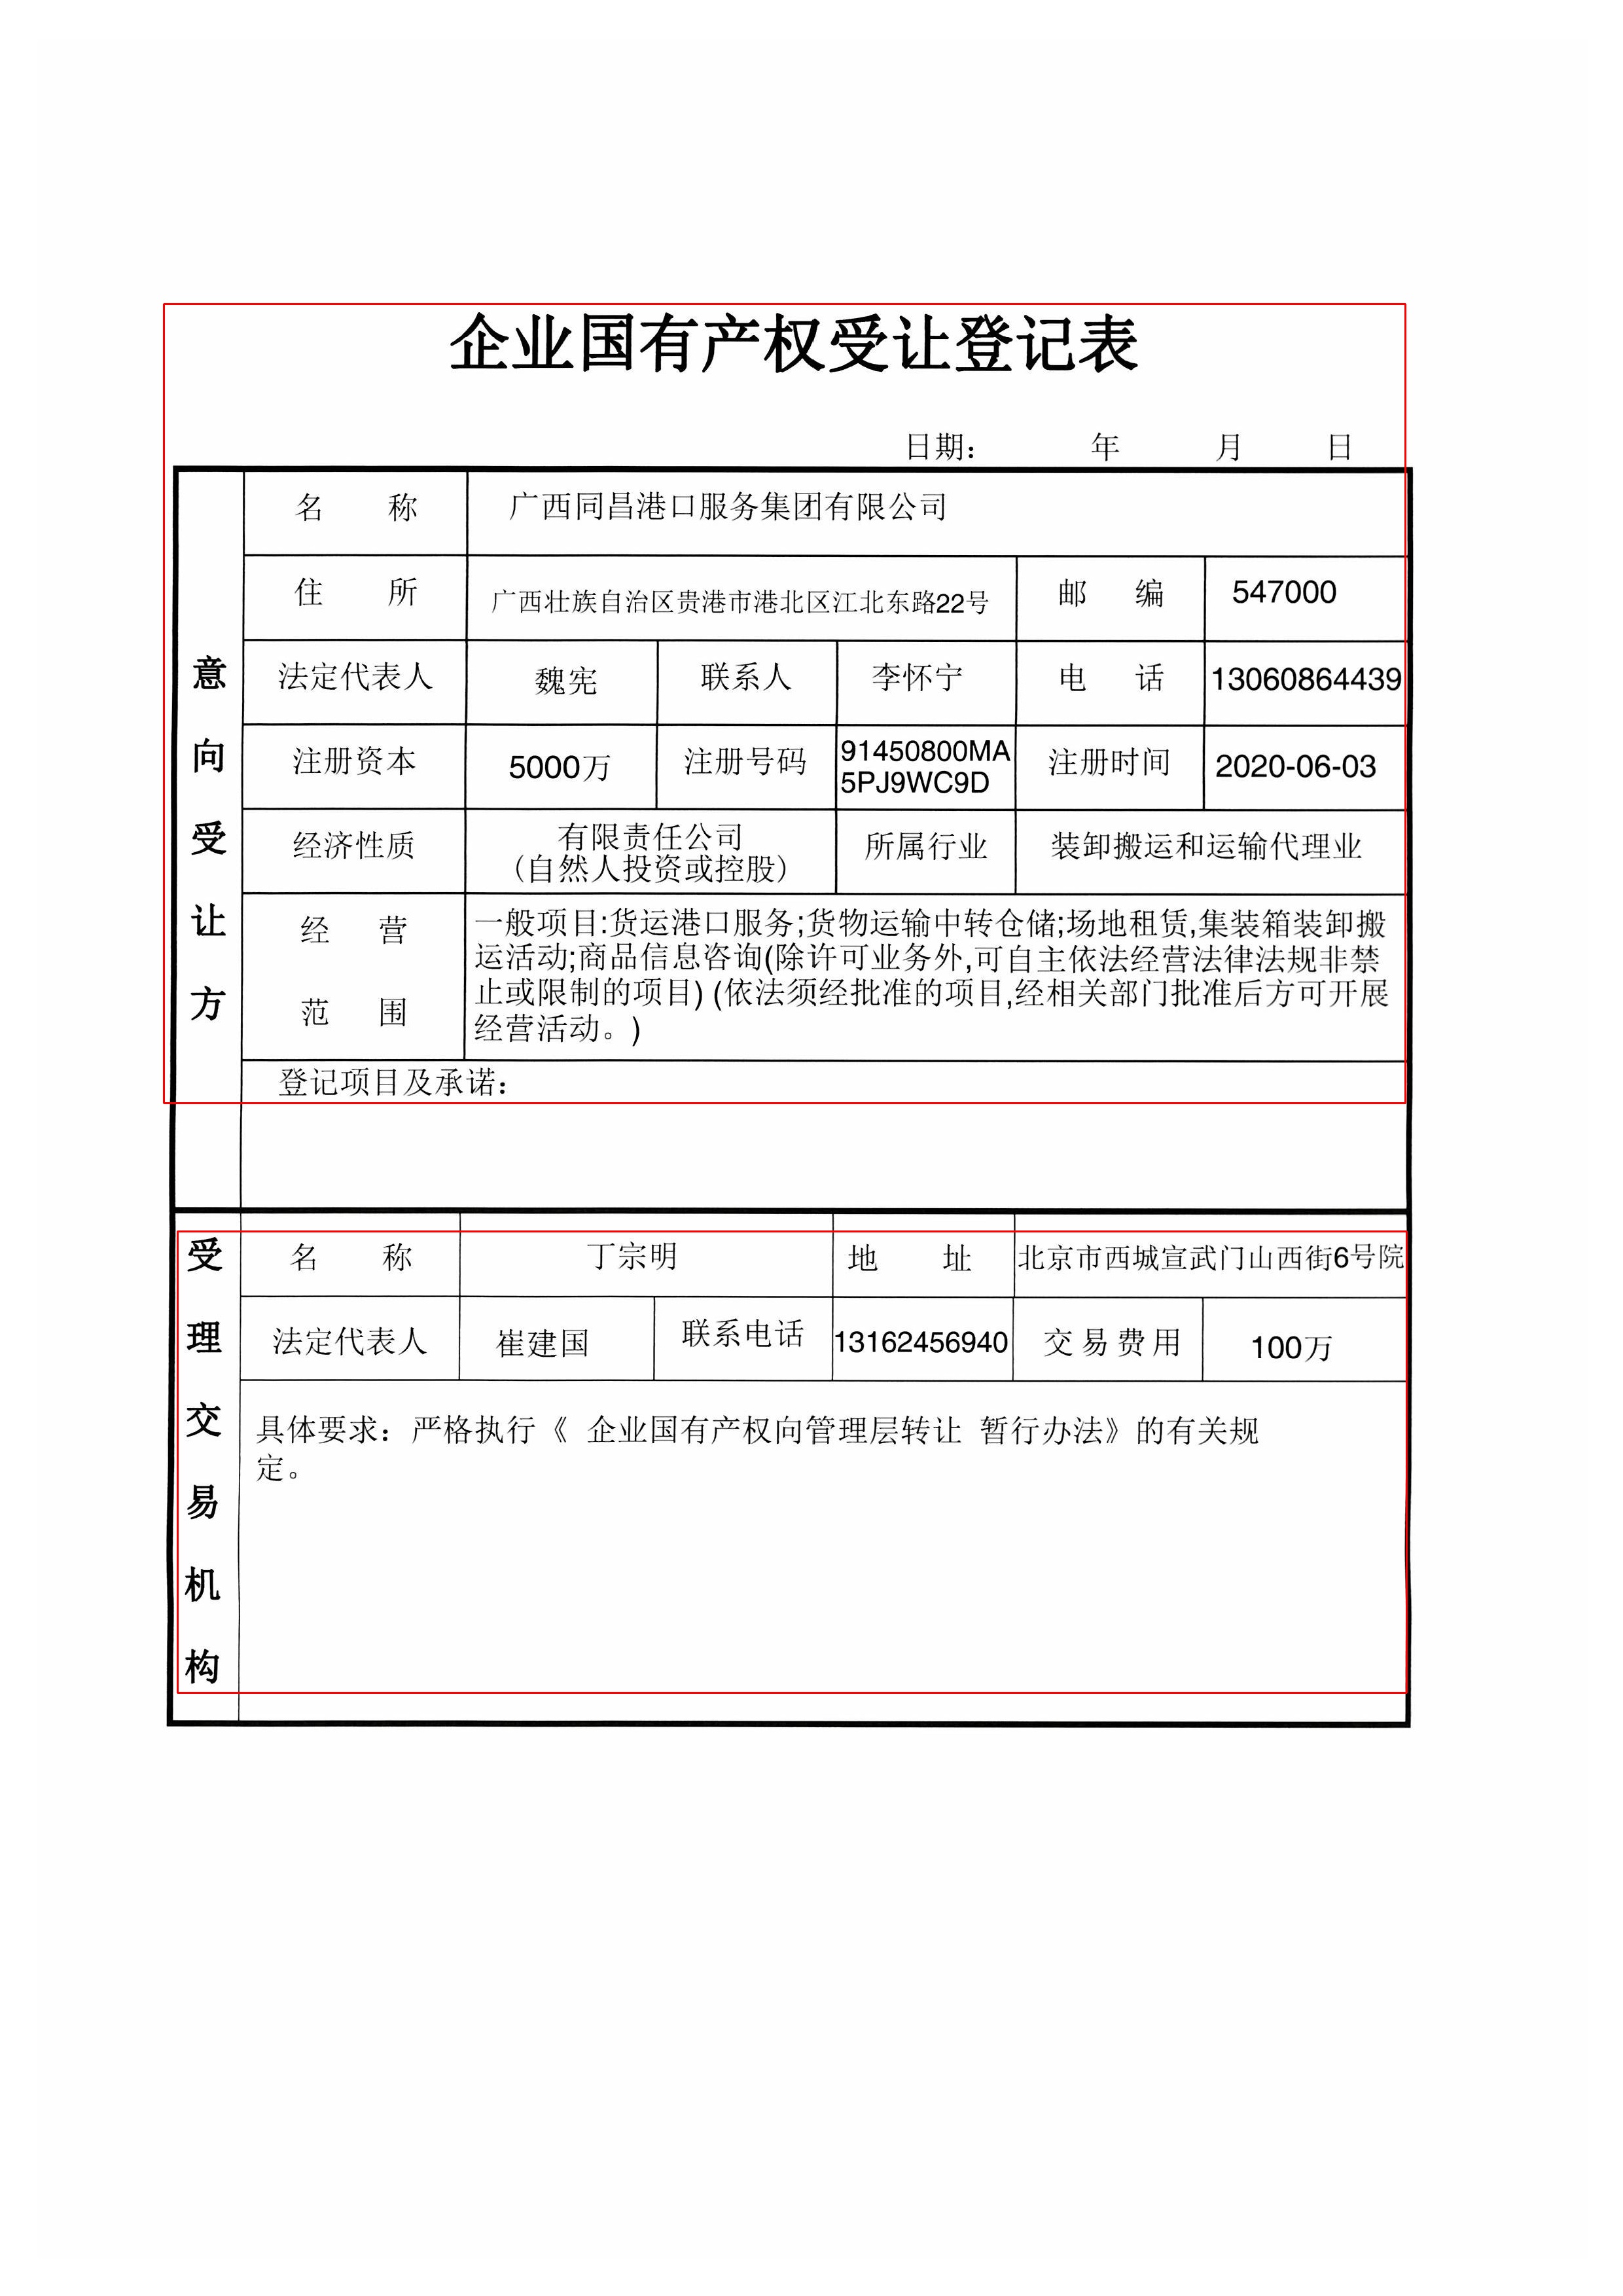 企业国有产权受让登记表
日期： 年 月 日
意向受让方
名 称 广西同昌港口服务集团有限公司
住 所 广西壮族自治区贵港市港北区江北东路22号 邮 编 547000
法定代表人 魏宪 联系人 李怀宁 电 话 13060864439
注册资本 5000万 注册号码 91450800MA
5PJ9WC9D 注册时间 2020-06-03
经济性质 有限责任公司
（自然人投资或控股） 所属行业 装卸搬运和运输代理业
经 营
范 围
一般项目:货运港口服务;货物运输中转仓储;场地租赁,集装箱装卸搬
运活动;商品信息咨询(除许可业务外,可自主依法经营法律法规非禁
止或限制的项目) (依法须经批准的项目,经相关部门批准后方可开展
经营活动。)
登记项目及承诺：
受理交易机构
名 称 丁宗明 地 址 北京市西城宣武门山西街6号院
法定代表人 崔建国 联系电话 13162456940 交易费用 100万
具体要求：严格执行《 企业国有产权向管理层转让 暂行办法》的有关规
定。